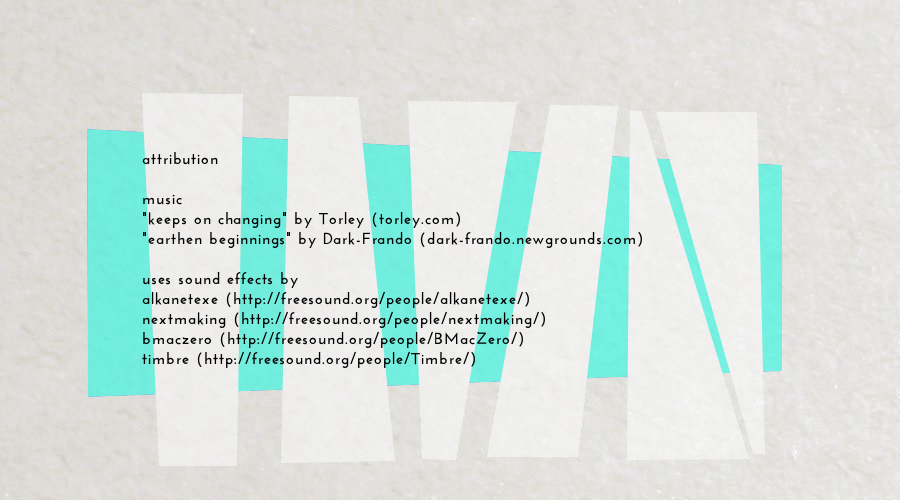 attribution
music
"keeps on changing" by Torley (torley.com)
"earthen beginnings" by Dark-Frando (dark-frando.newgrounds.com)
uses sound effects by
alkanetexe (http://freesound.org/people/alkanetexe/)
nextmaking (http://freesound.org/people/nextmaking/)
bmaczero (http://freesound.org/people/BMacZero/)
timbre (http://freesound.org/people/Timbre/)